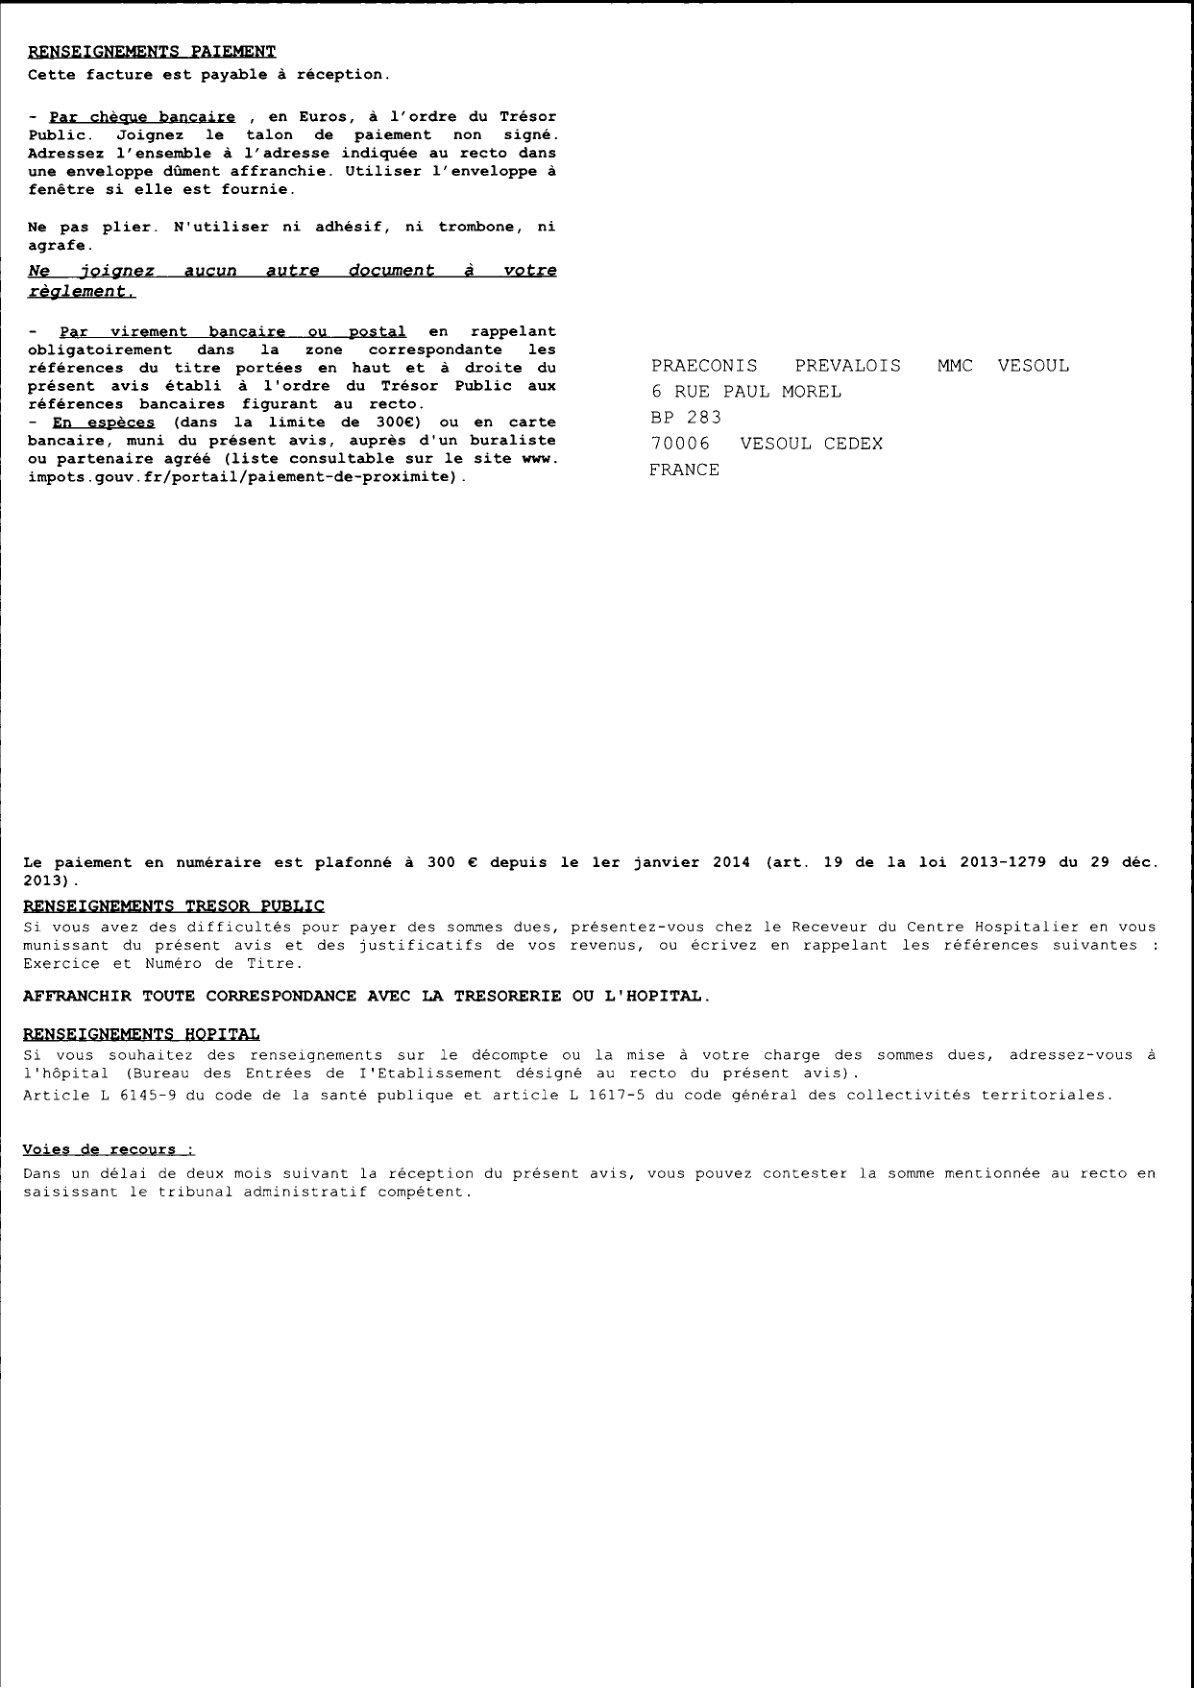 RENSEIGNEMENTS PAIEMENT
Cette facture est payable à réception.
- Par chèque bancaire , en Euros, à l'ordre du Trésor
Public. Joignez le talon de paiement non signé.
Adressez l'ensemble à l'adresse indiquée au recto dans
une enveloppe dûment affranchie. Utiliser l'enveloppe à
fenêtre si elle est fournie.
Ne pas plier. N'utiliser ni adhésif, ni trombone, ni
agrafe.
Ne joignez aucun autre document à votre
règlement.
- Par virement bancaire ou postal en rappelant
obligatoirement dans la zone correspondante les
références du titre portées en haut et à droite du
présent avis établi à l'ordre du Trésor Public aux
références bancaires figurant au recto.
- En espèces (dans la limite de 300€) ou en carte
bancaire, muni du présent avis, auprès d'un buraliste
ou partenaire agréé (liste consultable sur le site www.
impots.gouv.fr/portail/paiement-de-proximite).
PRAECONIS PREVALOIS MMC VESOUL
6 RUE PAUL MOREL
BP 283
70006 VESOUL CEDEX
FRANCE
Le paiement en numéraire est plafonné à 300 € depuis le 1er janvier 2014 (art. 19 de la loi 2013-1279 du 29 déc.
2013).
RENSEIGNEMENTS TRESOR PUBLIC
Si vous avez des difficultés pour payer des sommes dues, présentez-vous chez le Receveur du Centre Hospitalier en vous
munissant du présent avis et des justificatifs de vos revenus, ou écrivez en rappelant les références suivantes :
Exercice et Numéro de Titre.
AFFRANCHIR TOUTE CORRESPONDANCE AVEC LA TRESORERIE OU L'HOPITAL.
RENSEIGNEMENTS HOPITAL
Si vous souhaitez des renseignements sur le décompte ou la mise à votre charge des sommes dues, adressez-vous à
l'hôpital (Bureau des Entrées de I'Etablissement désigné au recto du présent avis).
Article L 6145-9 du code de la santé publique et article L 1617-5 du code général des collectivités territoriales.
Voies de recours :
Dans un délai de deux mois suivant la réception du présent avis, vous pouvez contester la somme mentionnée au recto en
saisissant le tribunal administratif compétent.